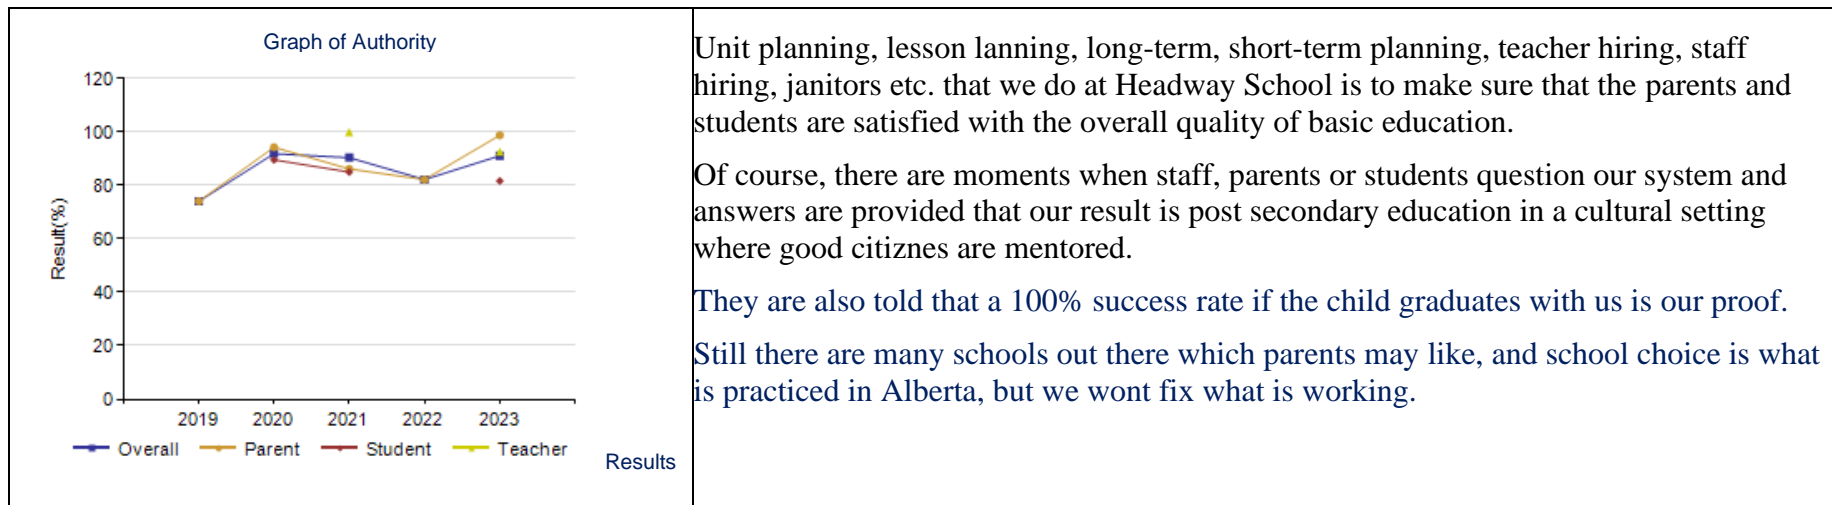 Graph of Authority
120
100
80
60
40
20
0
Result(%)
2019 2020 2021 2022 2023
Overall Parent Student Teacher
Results
Unit planning, lesson lanning, long-term, short-term planning, teacher hiring, staff
hiring, janitors etc. that we do at Headway School is to make sure that the parents and
students are satisfied with the overall quality of basic education.
Of course, there are moments when staff, parents or students question our system and
answers are provided that our result is post secondary education in a cultural setting
where good citiznes are mentored.
They are also told that a 100% success rate if the child graduates with us is our proof.
Still there are many schools out there which parents may like, and school choice is what
is practiced in Alberta, but we wont fix what is working.